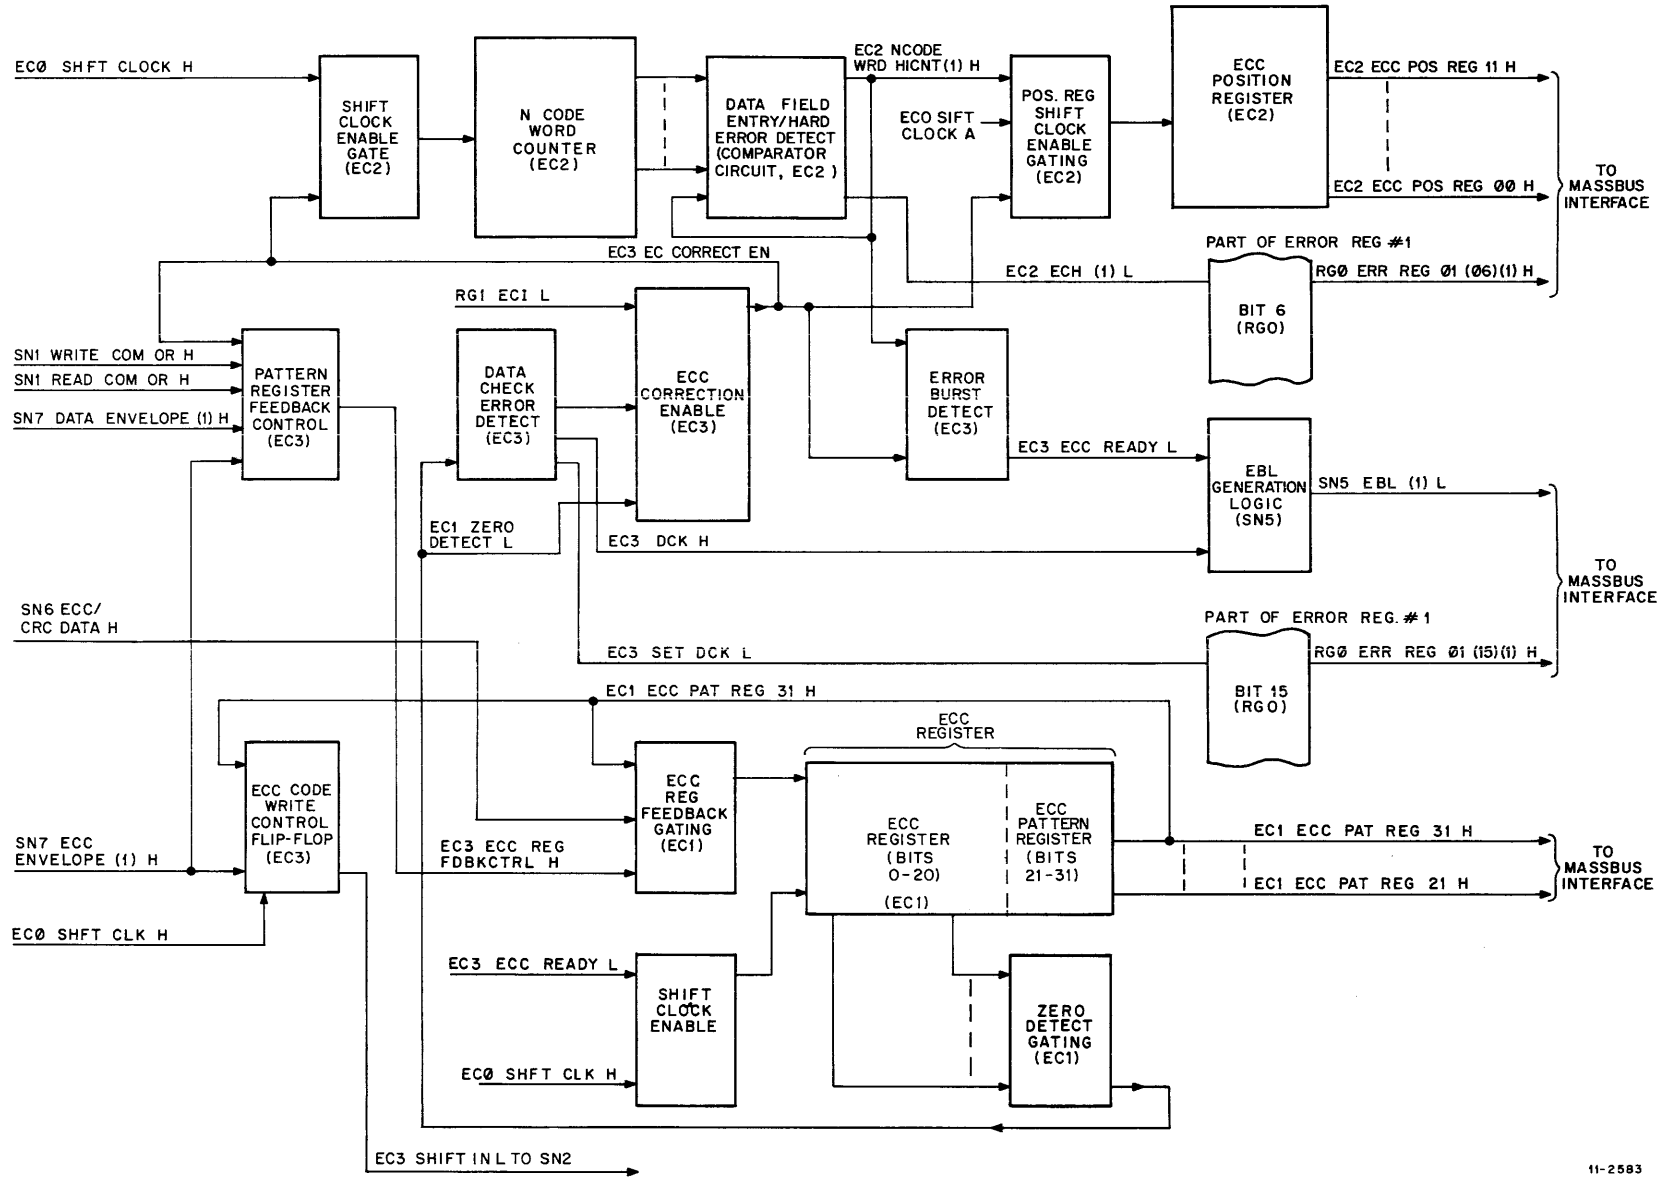 EC0 SHFT CLOCK H
SHIFT
CLOCK
ENABLE
GATE
(EC2)
N CODE
WORD
COUNTER
(EC2)
DATA FIELD
ENTRY/HARD
ERROR DETECT
(COMPARATOR
CIRCUIT, EC2)
EC2 NCODE
WRD HICNT(1) H
ECO SIFT
CLOCK A
POS. REG
SHIFT
CLOCK
ENABLE
GATING
(EC2)
ECC
POSITION
REGISTER
(EC2)
EC2 ECC POS REG 11 H
EC2 ECC POS REG 00 H
TO
MASSBUS
INTERFACE
EC3 EC CORRECT EN
EC2 ECH (1) L
PART OF ERROR REG #1
BIT 6
(RGO)
RG0 ERR REG 01 (06)(1) H
RG1 ECI L
SN1 WRITE COM OR H
SN1 READ COM OR H
SN7 DATA ENVELOPE (1) H
PATTERN
REGISTER
FEEDBACK
CONTROL
(EC3)
DATA
CHECK
ERROR
DETECT
(EC3)
ECC
CORRECTION
ENABLE
(EC3)
ERROR
BURST
DETECT
(EC3)
EC3 ECC READY L
EBL
GENERATION
LOGIC
(SN5)
SN5 EBL (1) L
EC1 ZERO
DETECT L
EC3 DCK H
TO
MASSBUS
INTERFACE
SN6 ECC/
CRC DATA H
EC3 SET DCK L
PART OF ERROR REG. #1
BIT 15
(RGO)
RG0 ERR REG 01 (15)(1) H
EC1 ECC PAT REG 31 H
ECC
REGISTER
ECC CODE
WRITE
CONTROL
FLIP-FLOP
(EC3)
SN7 ECC
ENVELOPE (1) H
EC0 SHFT CLK H
EC3 ECC REG
FDBKCTRL H
ECC
REG
FEEDBACK
GATING
(EC1)
ECC
REGISTER
(BITS
0-20)
(EC1)
ECC
PATTERN
REGISTER
(BITS
21-31)
EC1 ECC PAT REG 31 H
EC1 ECC PAT REG 21 H
TO
MASSBUS
INTERFACE
EC3 ECC READY L
SHIFT
CLOCK
ENABLE
EC0 SHFT CLK H
ZERO
DETECT
GATING
(EC1)
EC3 SHIFT IN L TO SN2
11-2583